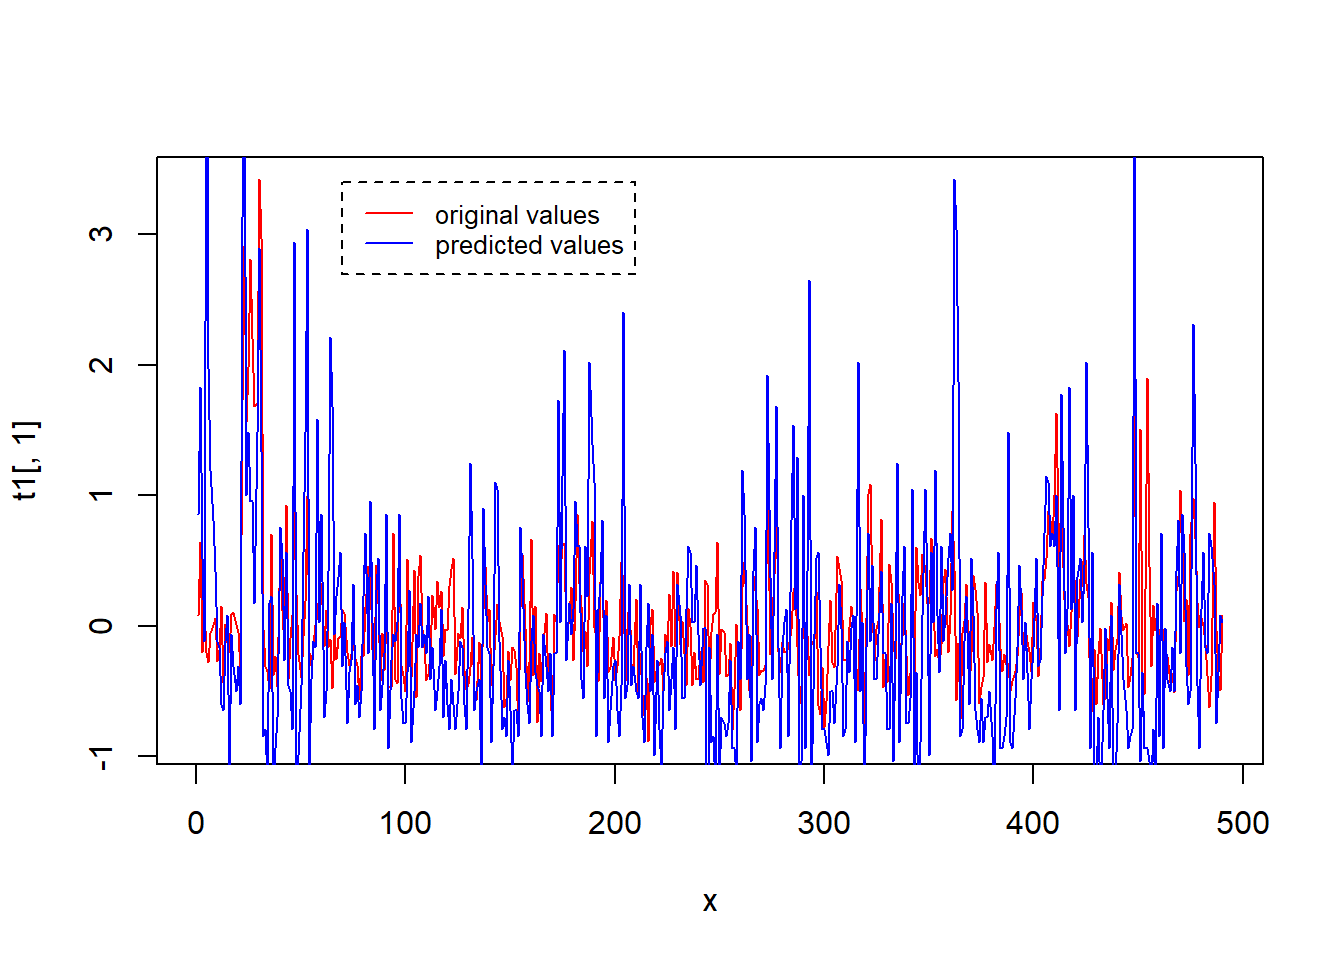 original values
predicted values
3
2
1
0
-1
t1[, 1]
0 100 200 300 400 500
x